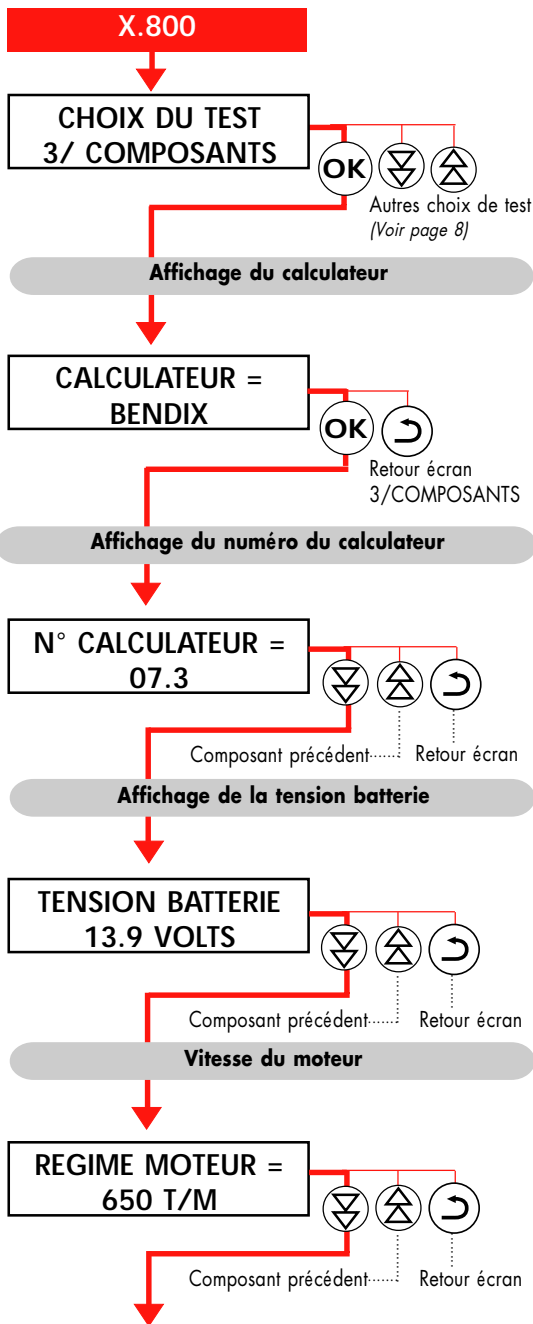 X.800
CHOIX DU TEST
3/ COMPOSANTS
OK
Autres choix de test
(Voir page 8)
Affichage du calculateur
CALCULATEUR =
BENDIX
OK
Retour écran
3/COMPOSANTS
Affichage du numéro du calculateur
N° CALCULATEUR =
07.3
Composant précédent
Retour écran
Affichage de la tension batterie
TENSION BATTERIE
13.9 VOLTS
Composant précédent
Retour écran
Vitesse du moteur
REGIME MOTEUR =
650 T/M
Composant précédent
Retour écran